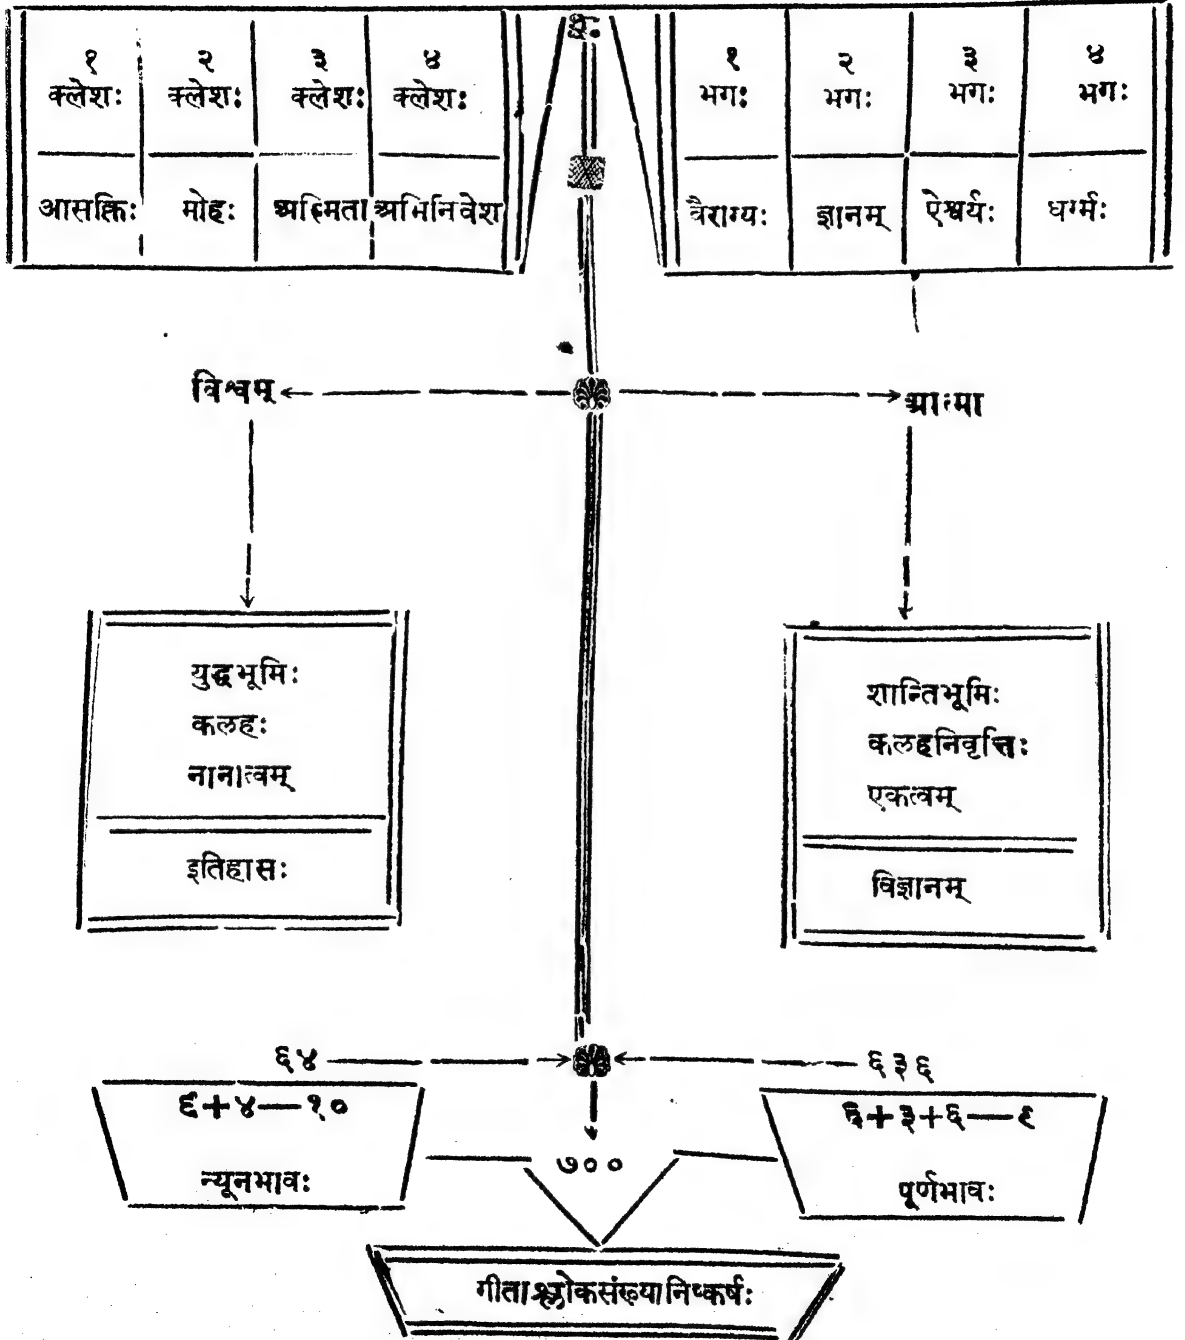 १ २ ३ ४
क्लेशः क्लेशः क्लेशः क्लेशः
आसक्तिः मोहः अस्मिता अभिनिवेश
१ २ ३ ४
भगः भगः भगः भगः
वैराग्यः ज्ञानम् ऐश्वर्यः धर्म्मः
विश्वम्
आत्मा
युद्धभूमिः
कलहः
नानात्वम्
इतिहासः
शान्तिभूमिः
कलहनिवृत्तिः
एकत्वम्
विज्ञानम्
६४
६३६
६+४—१०
६+३+६—६
न्यूनभावः
७००
पूर्णभावः
गीताश्लोकसंख्यानिष्कर्षः